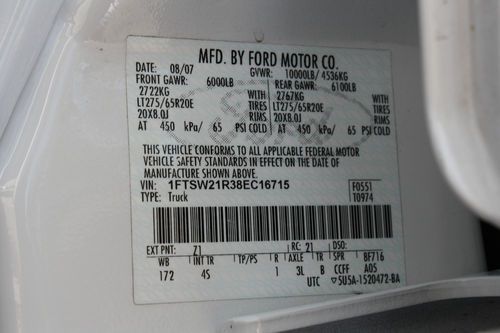 MFD. BY FORD MOTOR CO.
DATE: 08/07 GVWR: 10000LB/ 4536KG
FRONT GAWR: 6000LB REAR GAWR: 6100LB
2722KG WITH 2767KG WITH
LT275/65R20E TIRES LT275/65R20E TIRES
20X8.0J RIMS 20X8.0J RIMS
AT 450 kPa/ 65 PSI COLD AT 450 kPa/ 65 PSI COLD
THIS VEHICLE CONFORMS TO ALL APPLICABLE FEDERAL MOTOR
VEHICLE SAFETY STANDARDS IN EFFECT ON THE DATE OF
MANUFACTURE SHOWN ABOVE.
VIN: 1FTSW21R38EC16715 F0551
TYPE: Truck T0974
EXT PNT: Z1 RC: 21 DSO:
WB INT TR TP/PS R AXLE TR SPR BF716
172 4S 1 3L B CCFF A05
UTC 5U5A-1520472-BA